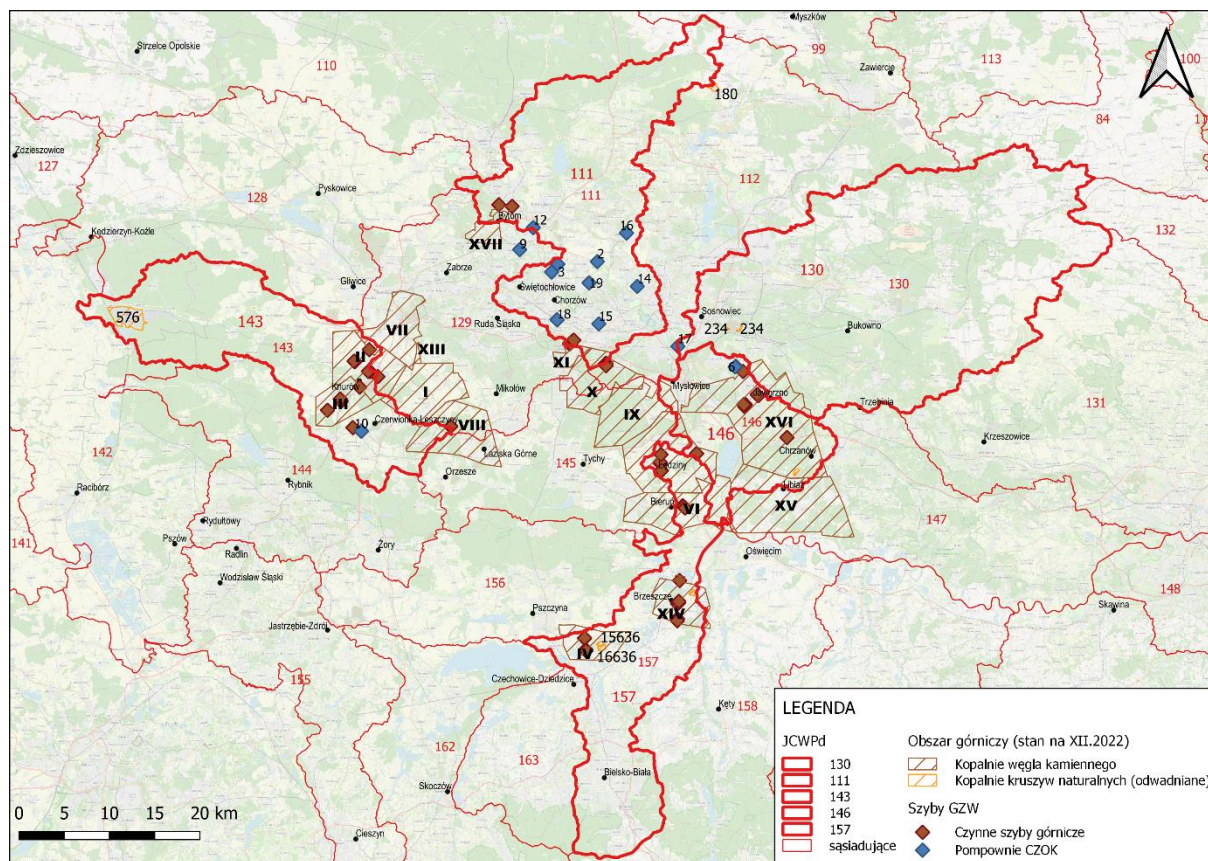 Myszków
Strzelce Opolskie
99
113
100
Zawiercie
110
180
84
Zdzieszowice
127
111
112
128
Pyskowice
111
Bytom
12
16
132
Kędzierzyn-Koźle
XVII
9
2
130
3
Zabrze
130
Gliwice
Świętochłowice
19
14
Chorzów
576
143
18
15
Sosnowiec
129
Ruda Śląska
234
234
Bukowno
VII
17
143
XIII
XI
II
6
Mysłowice
Knurów
I
Mikołów
X
Jaworzno
III
IX
Trzebinia
131
10
Czerwionka-Leszczyny
XVI
146
146
VIII
Krzeszowice
142
Łaziska Górne
Chrzanów
144
145
Tychy
Lędziny
Orzesze
Rybnik
Libiąż
Racibórz
Bieruń
VI
XV
147
Rydułtowy
141
Pszów
Radlin
Żory
Oświęcim
148
Wodzisław Śląski
156
Brzeszcze
Pszczyna
XIV
Skawina
Jastrzębie-Zdrój
15636
IV
16636
157
155
Czechowice-Dziedzice
157
Kęty
158
162
163
Bielsko-Biała
Skoczów
Cieszyn
0 5 10 15 20 km
LEGENDA
JCWPd
130
111
143
146
157
sąsiadujące
Obszar górniczy (stan na XII.2022)
Kopalnie węgla kamiennego
Kopalnie kruszyw naturalnych (odwadniane)
Szyby GZW
Czynne szyby górnicze
Pompownie CZOK